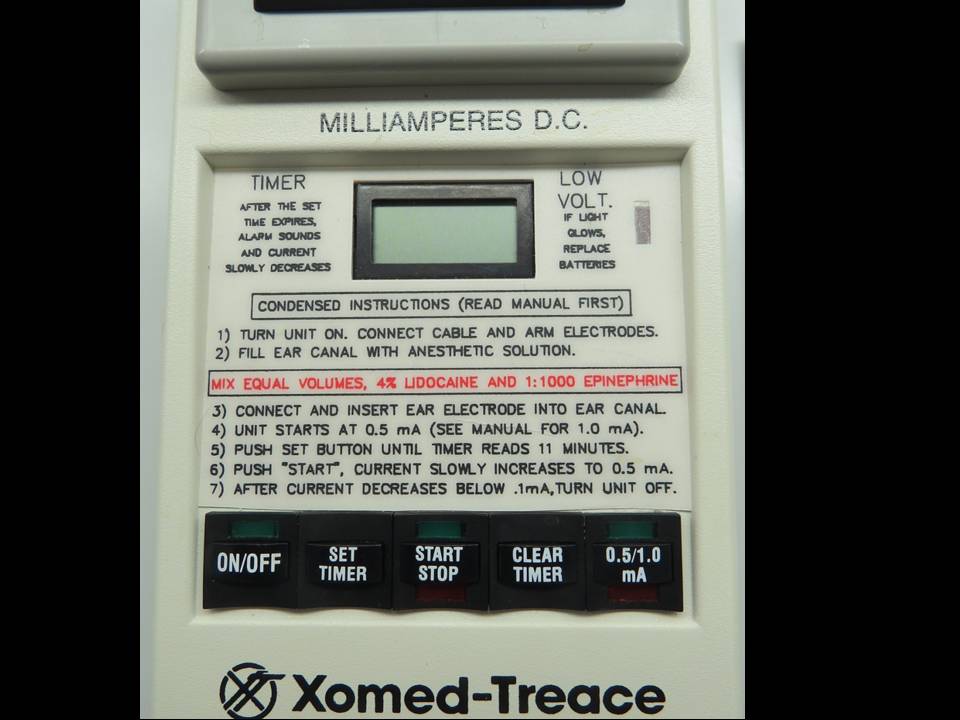 MILLIAMPERES D.C.
TIMER
AFTER THE SET
TIME EXPIRES,
ALARM SOUNDS
AND CURRENT
SLOWLY DECREASES
LOW
VOLT.
IF LIGHT
GLOWS,
REPLACE
BATTERIES
CONDENSED INSTRUCTIONS (READ MANUAL FIRST)
1) TURN UNIT ON. CONNECT CABLE AND ARM ELECTRODES.
2) FILL EAR CANAL WITH ANESTHETIC SOLUTION.
MIX EQUAL VOLUMES, 4% LIDOCAINE AND 1:1000 EPINEPHRINE
3) CONNECT AND INSERT EAR ELECTRODE INTO EAR CANAL.
4) UNIT STARTS AT 0.5 mA (SEE MANUAL FOR 1.0 mA).
5) PUSH SET BUTTON UNTIL TIMER READS 11 MINUTES.
6) PUSH "START", CURRENT SLOWLY INCREASES TO 0.5 mA.
7) AFTER CURRENT DECREASES BELOW .1mA,TURN UNIT OFF.
ON/OFF
SET
TIMER
START
STOP
CLEAR
TIMER
0.5/1.0
mA
Xomed-Treace